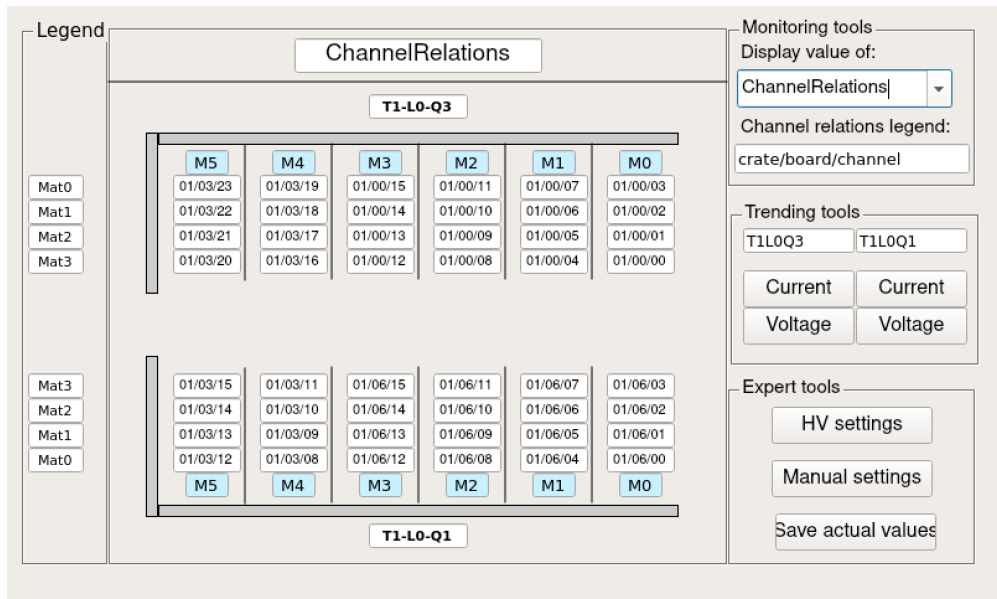 Legend
ChannelRelations
T1-L0-Q3
M5 M4 M3 M2 M1 M0
Mat0 01/03/23 01/03/19 01/00/15 01/00/11 01/00/07 01/00/03
Mat1 01/03/22 01/03/18 01/00/14 01/00/10 01/00/06 01/00/02
Mat2 01/03/21 01/03/17 01/00/13 01/00/09 01/00/05 01/00/01
Mat3 01/03/20 01/03/16 01/00/12 01/00/08 01/00/04 01/00/00
Mat3 01/03/15 01/03/11 01/06/15 01/06/11 01/06/07 01/06/03
Mat2 01/03/14 01/03/10 01/06/14 01/06/10 01/06/06 01/06/02
Mat1 01/03/13 01/03/09 01/06/13 01/06/09 01/06/05 01/06/01
Mat0 01/03/12 01/03/08 01/06/12 01/06/08 01/06/04 01/06/00
M5 M4 M3 M2 M1 M0
T1-L0-Q1
Monitoring tools
Display value of:
ChannelRelations
Channel relations legend:
crate/board/channel
Trending tools
T1L0Q3 T1L0Q1
Current Current
Voltage Voltage
Expert tools
HV settings
Manual settings
Save actual values